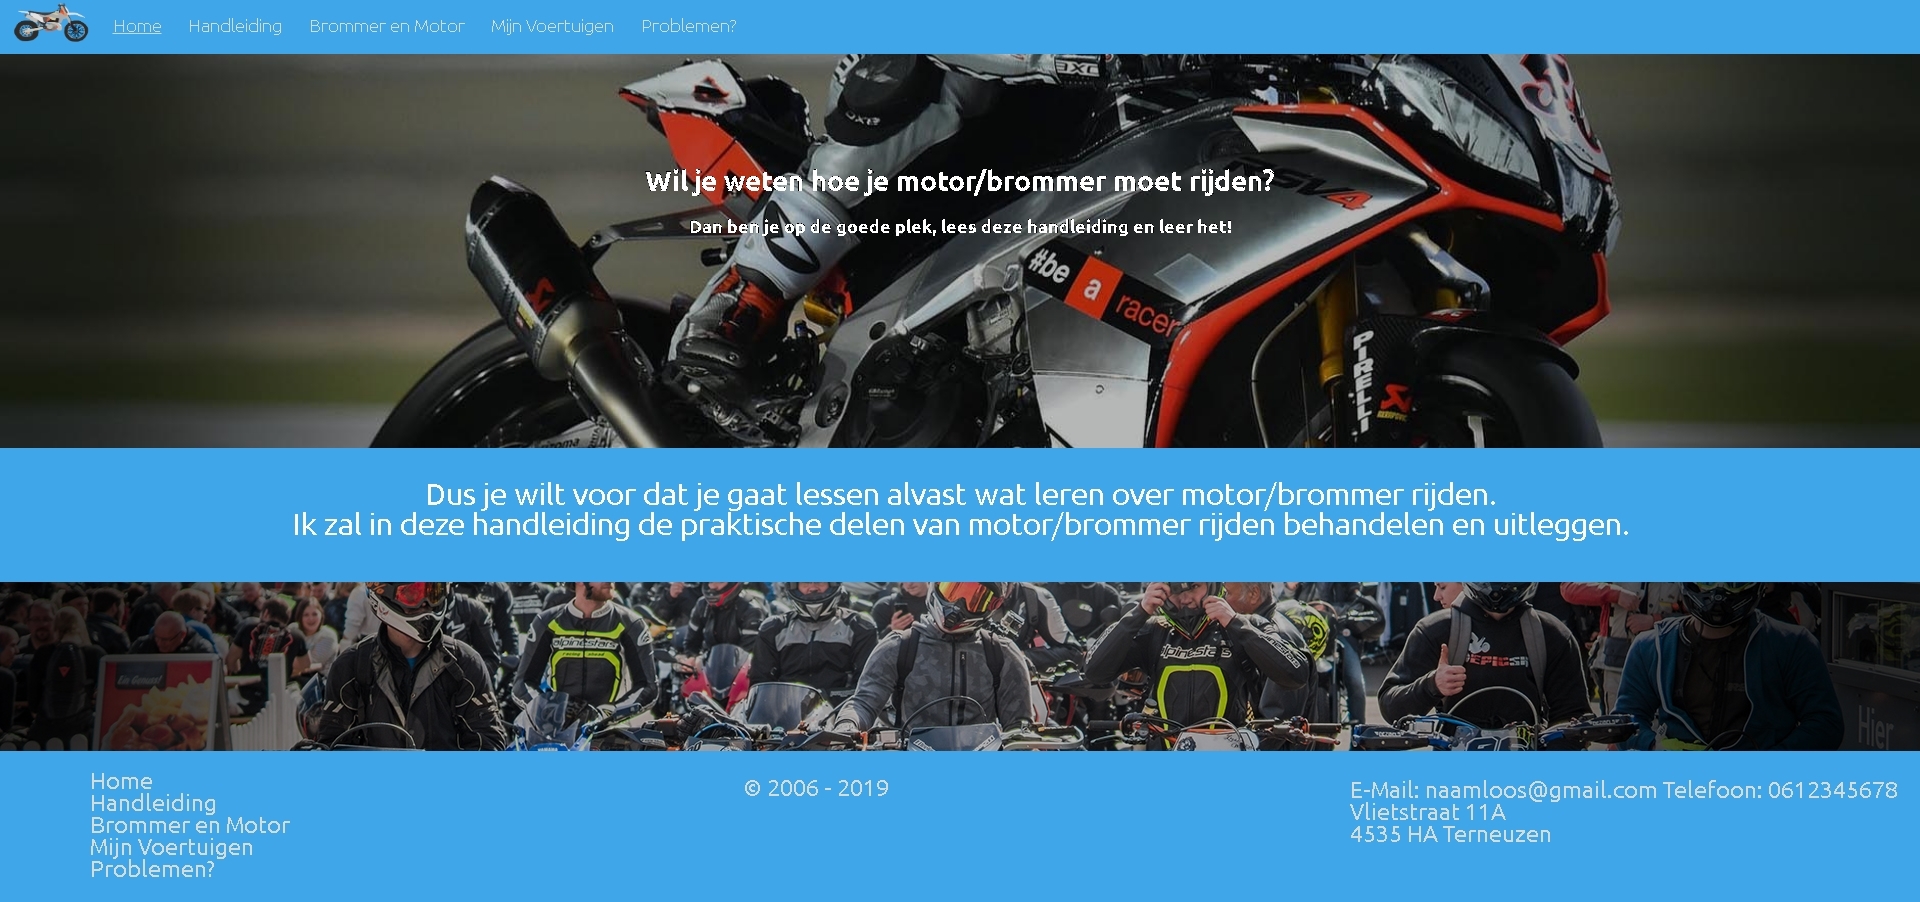 Home Handleiding Brommer en Motor Mijn Voertuigen Problemen?
Wil je weten hoe je motor/brommer moet rijden?
Dan ben je op de goede plek, lees deze handleiding en leer het!
#be a racer
PIRELLI
Dus je wilt voor dat je gaat lessen alvast wat leren over motor/brommer rijden.
Ik zal in deze handleiding de praktische delen van motor/brommer rijden behandelen en uitleggen.
alpinestars
alpinestars
Hier
Home
Handleiding
Brommer en Motor
Mijn Voertuigen
Problemen?
© 2006 - 2019
E-Mail: naamloos@gmail.com Telefoon: 0612345678
Vlietstraat 11A
4535 HA Terneuzen